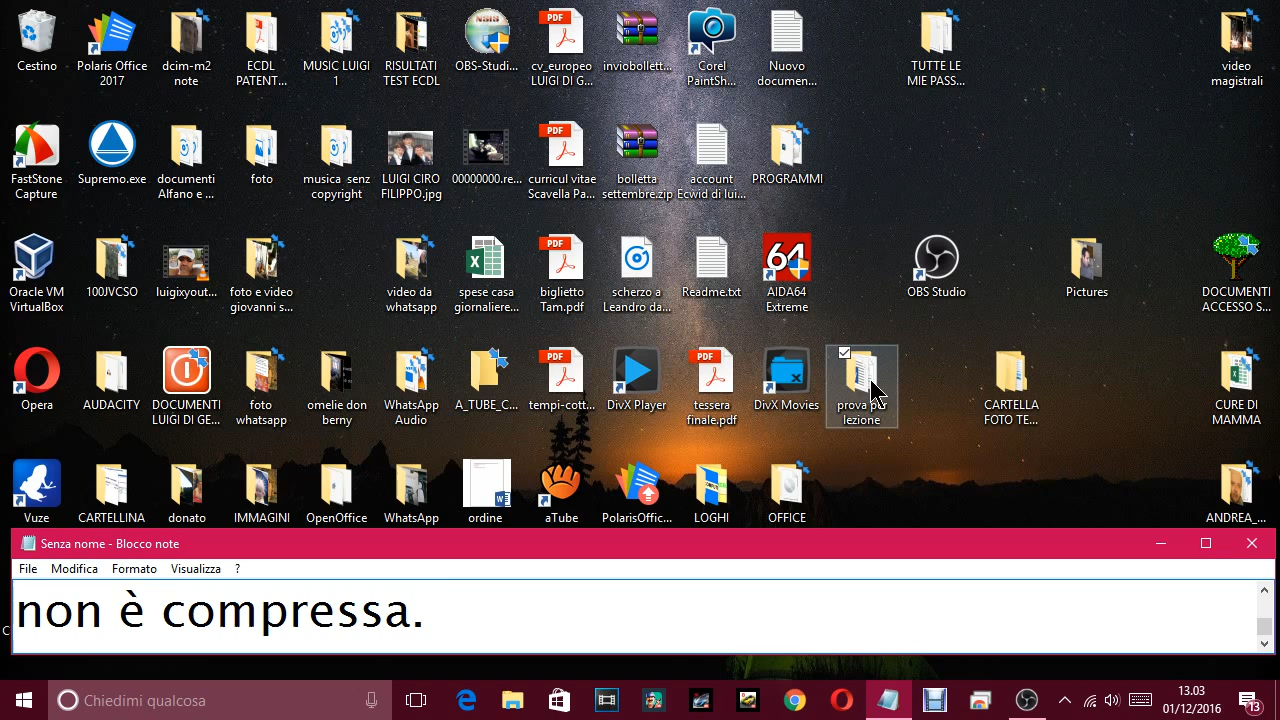 Cestino
Polaris Office
2017
dcim-m2
note
ECDL
PATENT...
MUSIC LUIGI
1
RISULTATI
TEST ECDL
NSIS
OBS-Studi...
PDF
cv_europeo
LUIGI DI G...
inviobollett...
Corel
PaintSh...
Nuovo
documen...
TUTTE LE
MIE PASS...
video
magistrali
FastStone
Capture
Supremo.exe
documenti
Alfano e ...
foto
musica senz
copyright
LUIGI CIRO
FILIPPO.jpg
00000000.re...
PDF
curricul vitae
Scavella Pa...
bolletta
settembre.zip
account
Ecwid di lui...
PROGRAMMI
Oracle VM
VirtualBox
100JVCSO
luigixyout...
foto e video
giovanni s...
video da
whatsapp
spese casa
giornaliere...
PDF
biglietto
Tam.pdf
scherzo a
Leandro da...
Readme.txt
64
AIDA64
Extreme
OBS Studio
Pictures
DOCUMENTI
ACCESSO S...
Opera
AUDACITY
DOCUMENTI
LUIGI DI GE...
foto
whatsapp
omelie don
berny
WhatsApp
Audio
A_TUBE_C...
PDF
tempi-cott...
DivX Player
PDF
tessera
finale.pdf
DivX Movies
prova per
lezione
CARTELLA
FOTO TE...
CURE DI
MAMMA
Vuze
CARTELLINA
donato
IMMAGINI
OpenOffice
WhatsApp
ordine
aTube
PolarisOffic...
LOGHI
OFFICE
ANDREA_...
Senza nome - Blocco note
File Modifica Formato Visualizza ?
non è compressa.
C
Chiedimi qualcosa
13.03
01/12/2016
13